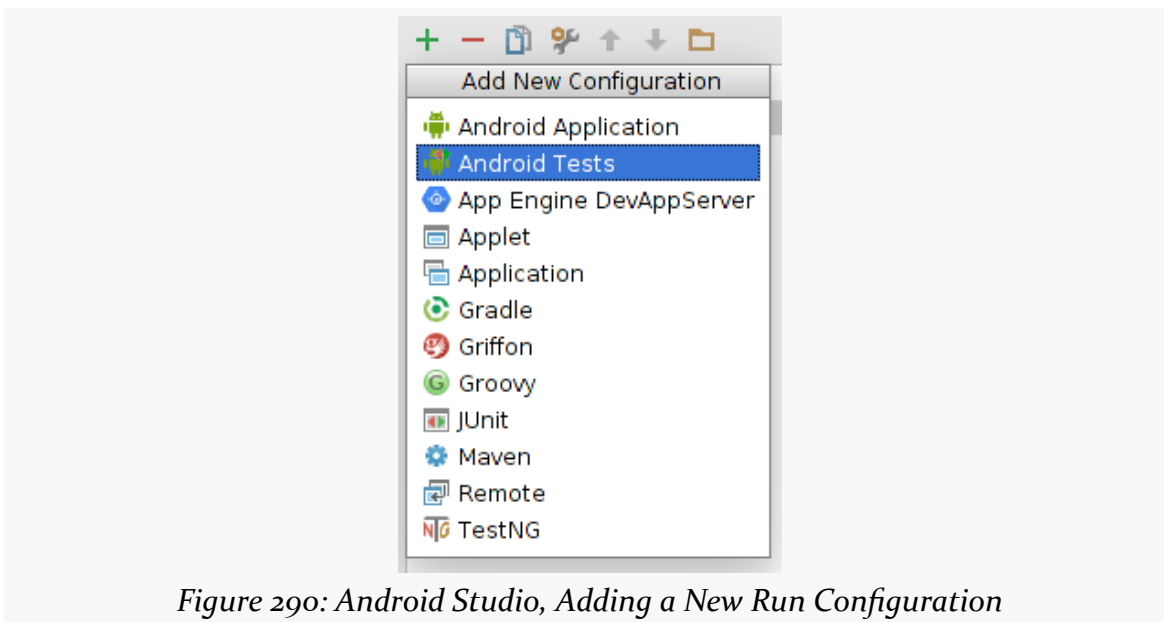 Add New Configuration
Android Application
Android Tests
App Engine DevAppServer
Applet
Application
Gradle
Griffon
G Groovy
JUnit
Maven
Remote
NTG TestNG
Figure 290: Android Studio, Adding a New Run Configuration